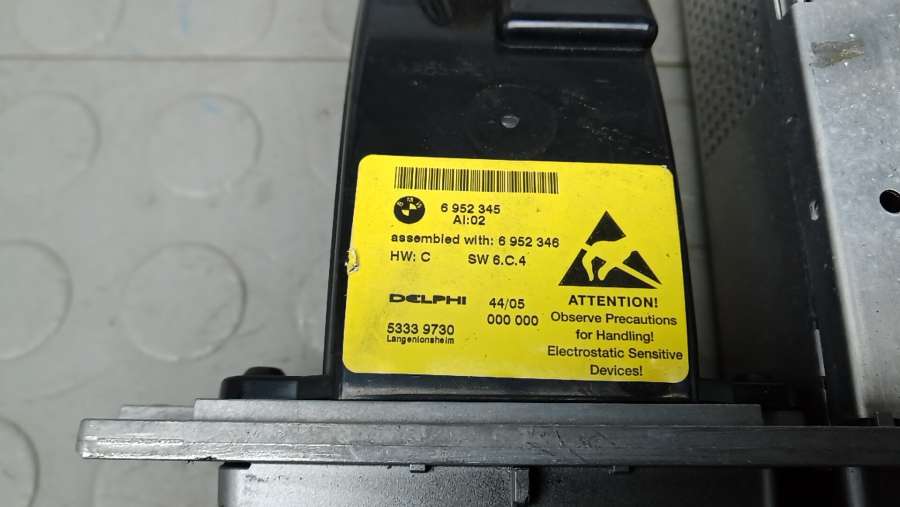 BMW
6 952 345
AI:02
assembled with: 6 952 346
HW: C SW 6.C.4
DELPHI 44/05
000 000
5333 9730
Langenlonsheim
ATTENTION!
Observe Precautions
for Handling!
Electrostatic Sensitive
Devices!